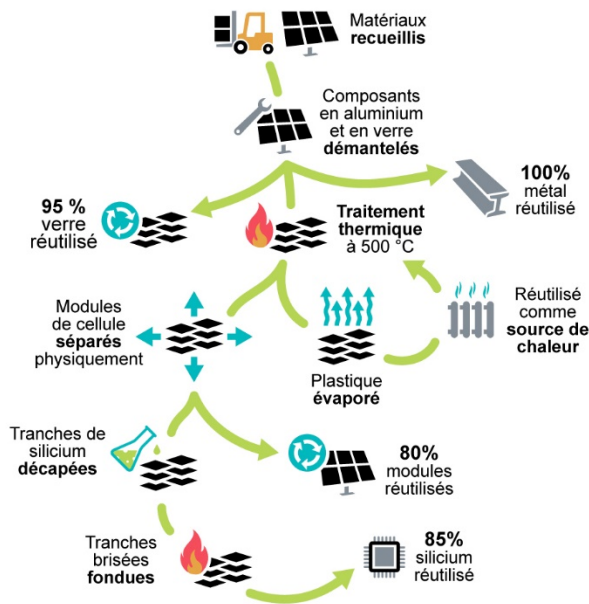 Matériaux
recueillis
Composants
en aluminium
et en verre
démantelés
95 %
verre
réutilisé
Traitement
thermique
à 500 °C
100%
métal
réutilisé
Modules
de cellule
séparés
physiquement
Plastique
évaporé
Réutilisé
comme
source de
chaleur
Tranches de
silicium
décapées
80%
modules
réutilisés
Tranches
brisées
fondues
85%
silicium
réutilisé